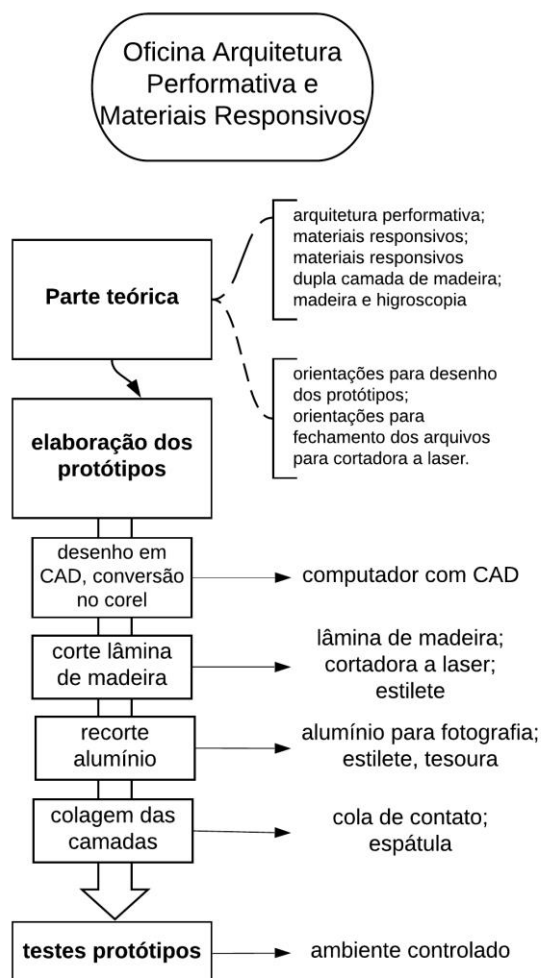 Oficina Arquitetura
Performativa e
Materiais Responsivos
arquitetura performativa;
materiais responsivos;
materiais responsivos
dupla camada de madeira;
madeira e higroscopia
Parte teórica
orientações para desenho
dos protótipos;
orientações para
fechamento dos arquivos
para cortadora a laser.
elaboração dos
protótipos
desenho em
CAD, conversão
no corel
computador com CAD
corte lâmina
de madeira
lâmina de madeira;
cortadora a laser;
estilete
recorte
alumínio
alumínio para fotografia;
estilete, tesoura
colagem das
camadas
cola de contato;
espátula
testes protótipos
ambiente controlado